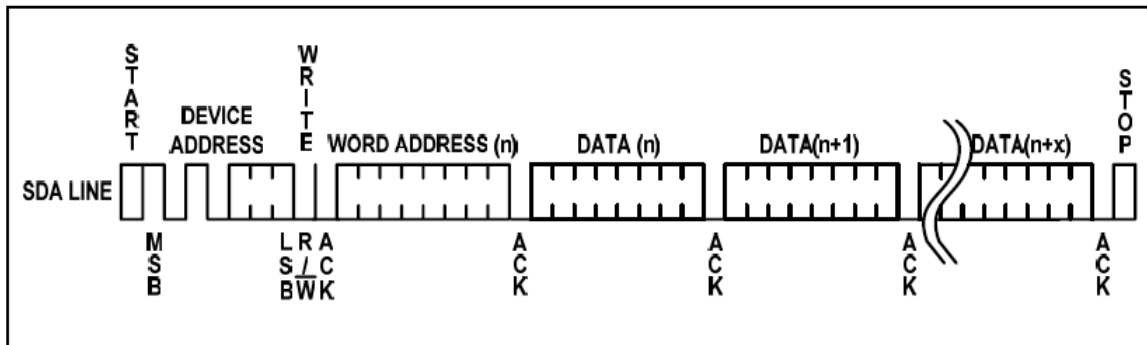 START
WRITE
STOP
DEVICE
ADDRESS
WORD ADDRESS (n)
DATA (n)
DATA(n+1)
DATA(n+x)
SDA LINE
MSB
LSB
R/W
ACK
ACK
ACK
ACK
ACK